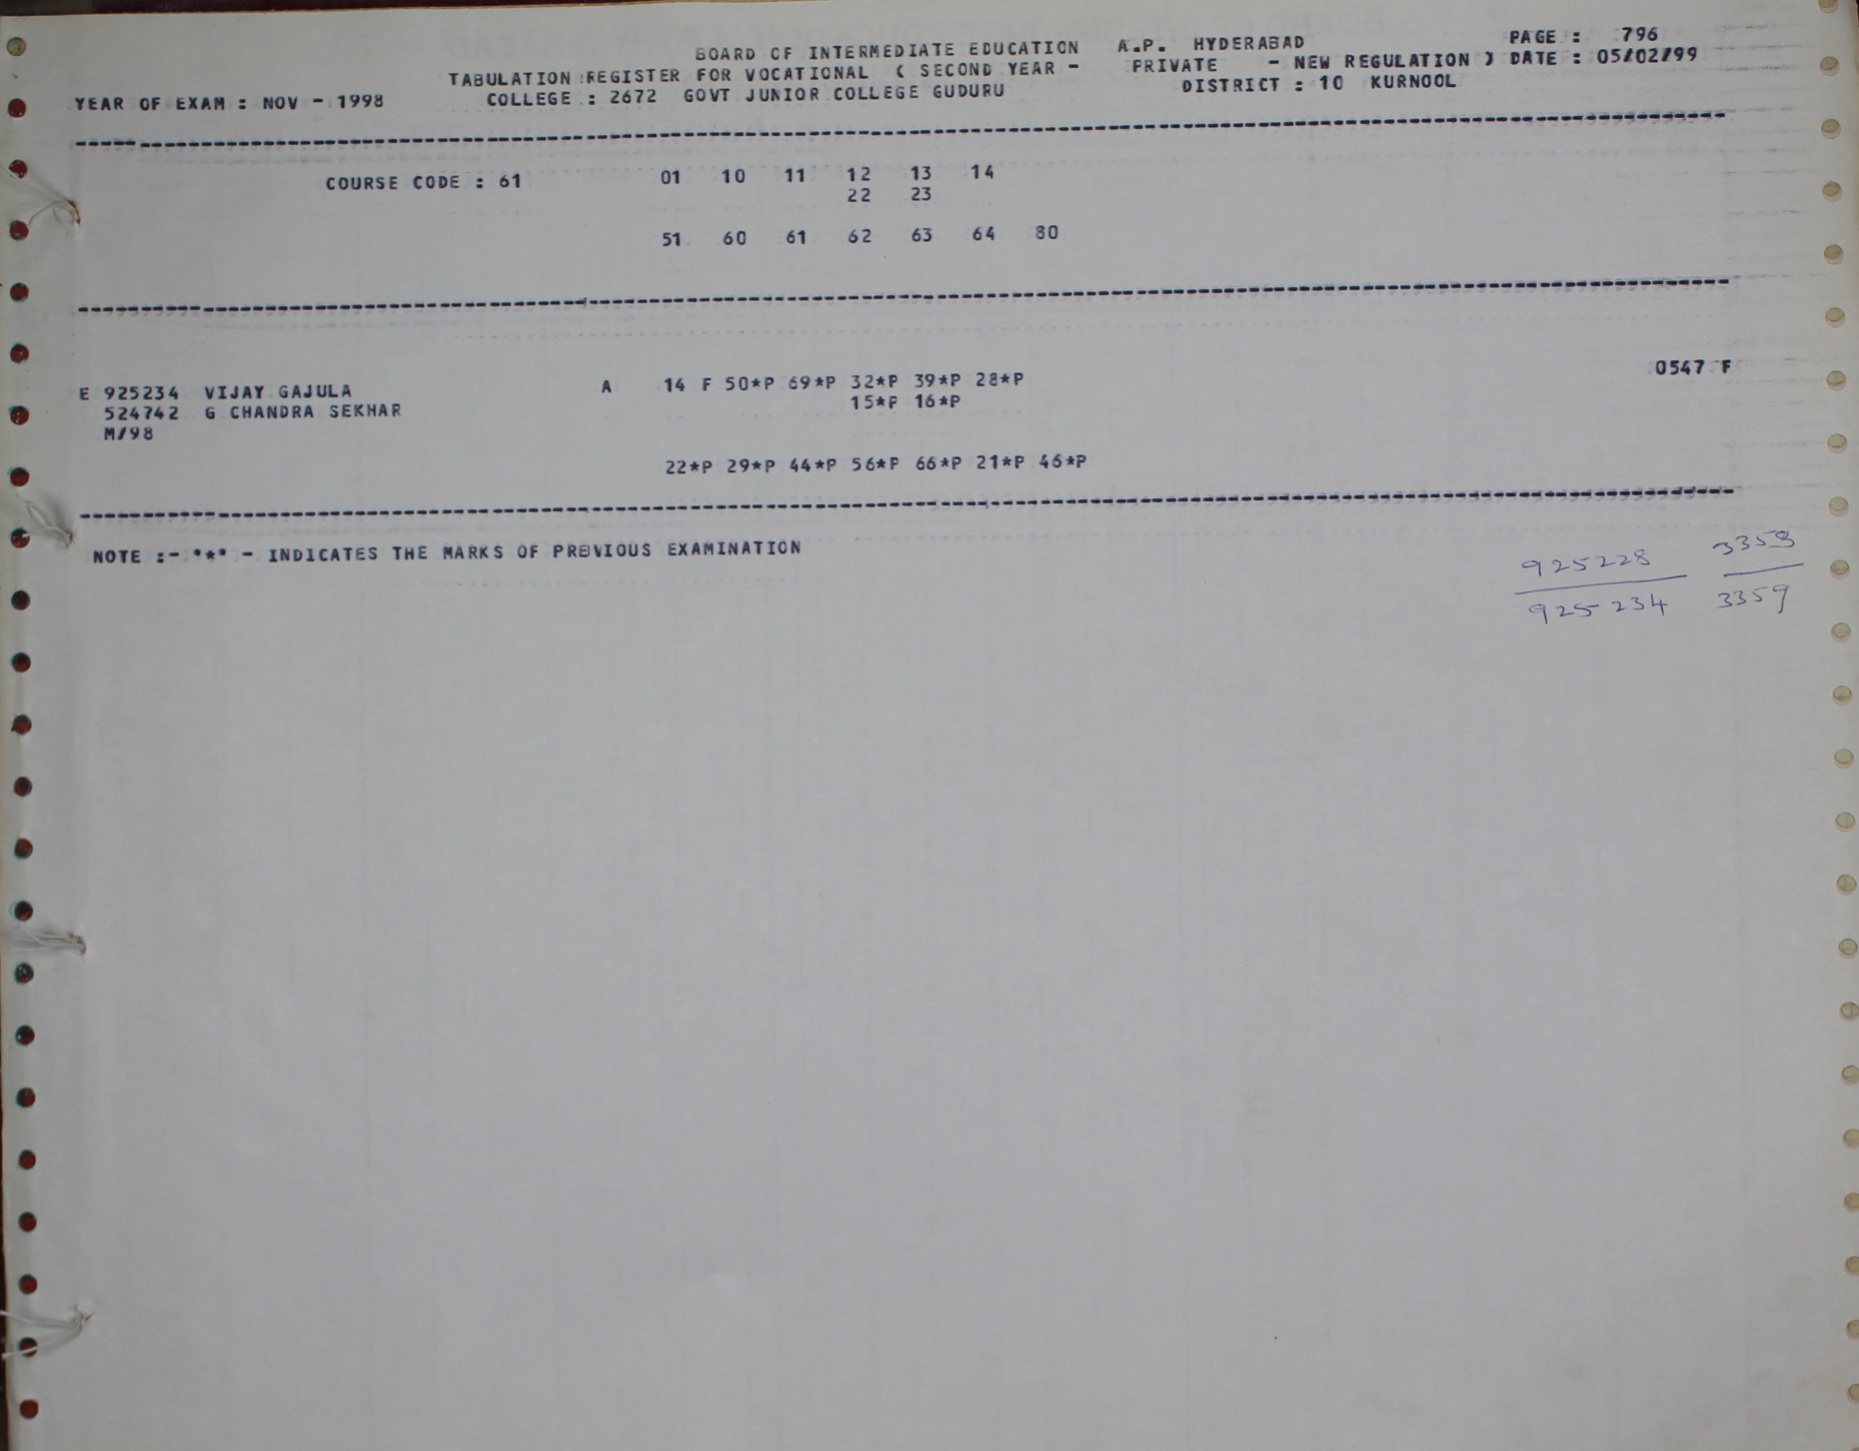 BOARD OF INTERMEDIATE EDUCATION A.P. HYDERABAD PAGE : 796
TABULATION REGISTER FOR VOCATIONAL ( SECOND YEAR - PRIVATE - NEW REGULATION ) DATE : 05/02/99
YEAR OF EXAM : NOV - 1998 COLLEGE : 2672 GOVT JUNIOR COLLEGE GUDURU DISTRICT : 10 KURNOOL
COURSE CODE : 61 01 10 11 12 13 14
22 23
51 60 61 62 63 64 80
E 925234 VIJAY GAJULA A 14 F 50*P 69*P 32*P 39*P 28*P 0547 F
524742 G CHANDRA SEKHAR 15*P 16*P
M/98
22*P 29*P 44*P 56*P 66*P 21*P 46*P
NOTE :- "*" - INDICATES THE MARKS OF PREVIOUS EXAMINATION
925228 3358
925234 3359